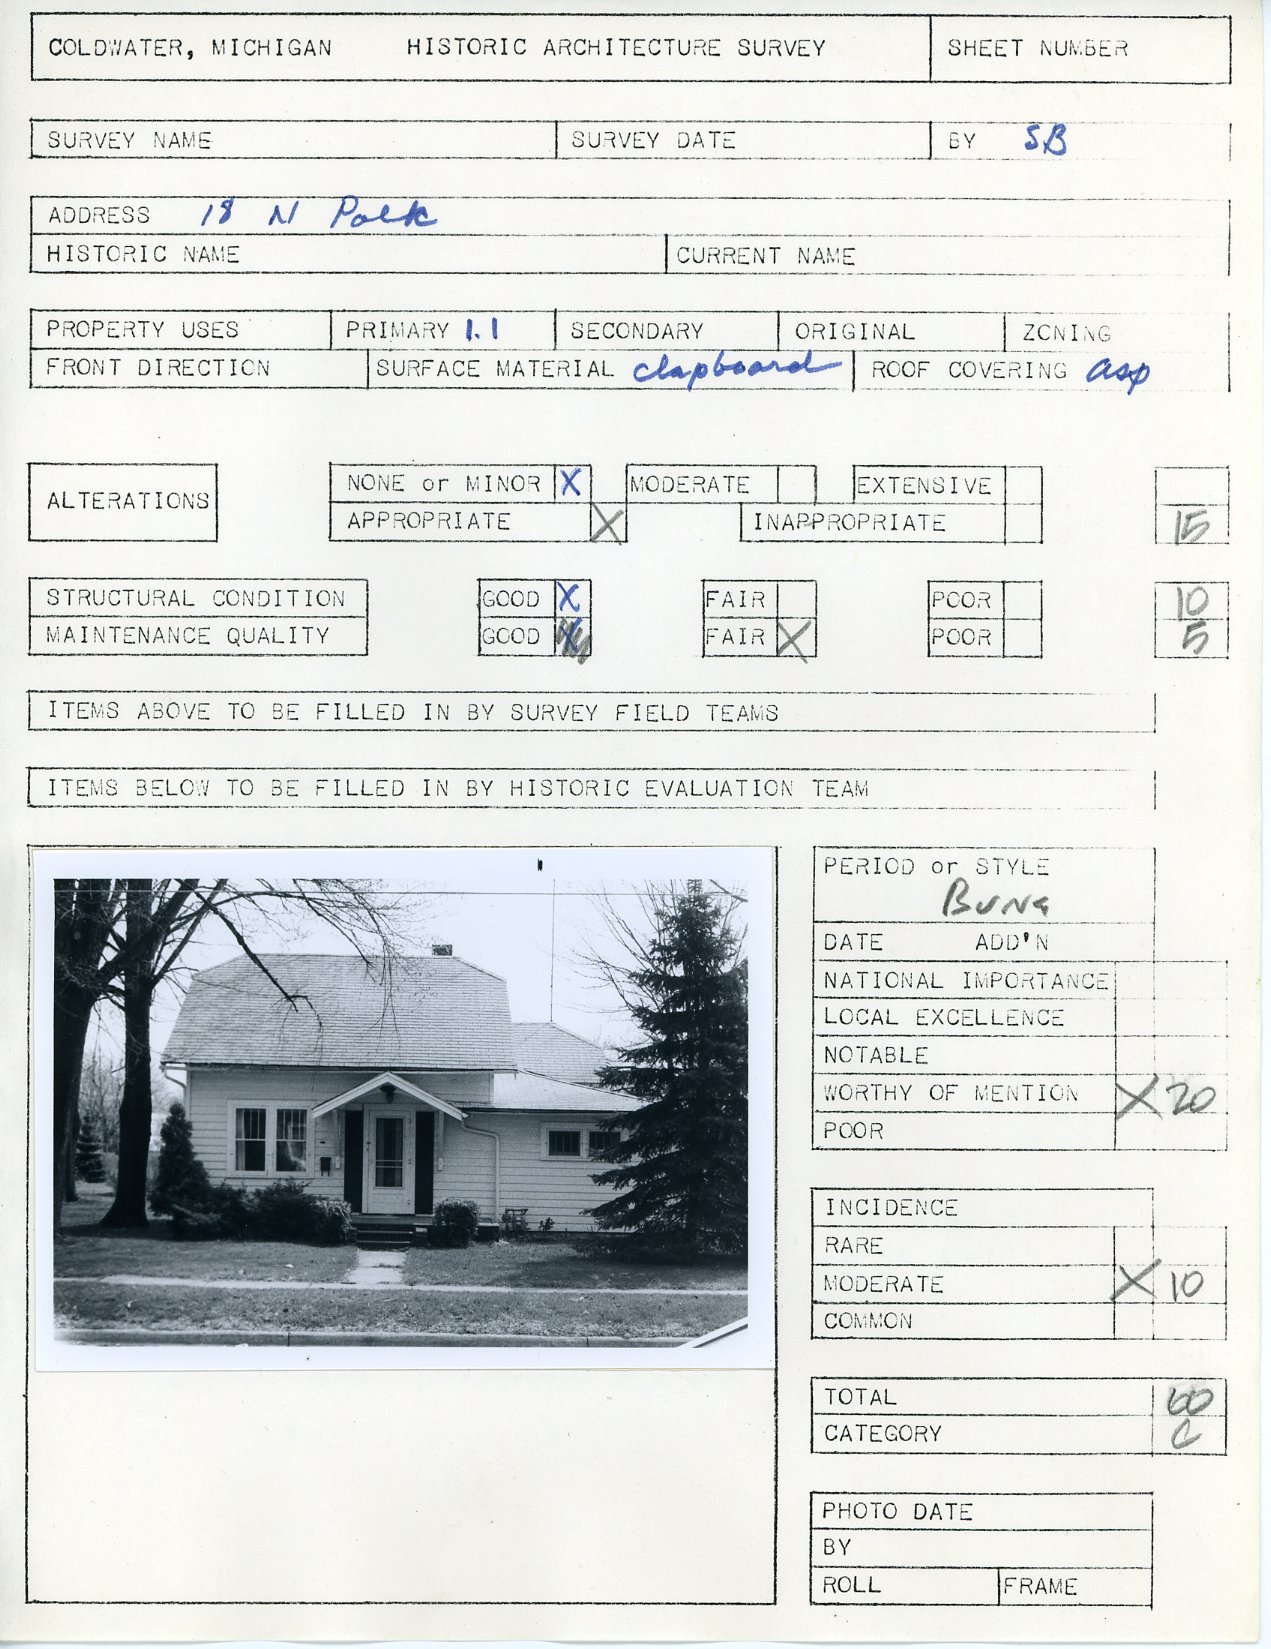 COLDWATER, MICHIGAN HISTORIC ARCHITECTURE SURVEY SHEET NUMBER
SURVEY NAME SURVEY DATE BY SB
ADDRESS 18 N Polk
HISTORIC NAME CURRENT NAME
PROPERTY USES PRIMARY 1.1 SECONDARY ORIGINAL ZONING
FRONT DIRECTION SURFACE MATERIAL clapboard ROOF COVERING asp
ALTERATIONS
NONE or MINOR X MODERATE EXTENSIVE
APPROPRIATE X INAPPROPRIATE 15
STRUCTURAL CONDITION GOOD X FAIR POOR 10
MAINTENANCE QUALITY GOOD X FAIR X POOR 5
ITEMS ABOVE TO BE FILLED IN BY SURVEY FIELD TEAMS
ITEMS BELOW TO BE FILLED IN BY HISTORIC EVALUATION TEAM
PERIOD or STYLE
BUNG
DATE ADD'N
NATIONAL IMPORTANCE
LOCAL EXCELLENCE
NOTABLE
WORTHY OF MENTION X 20
POOR
INCIDENCE
RARE
MODERATE X 10
COMMON
TOTAL 60
CATEGORY C
PHOTO DATE
BY
ROLL FRAME